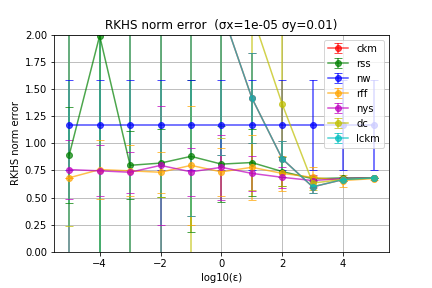 RKHS norm error (σx=1e-05 σy=0.01)
2.00
1.75
1.50
1.25
1.00
0.75
0.50
0.25
0.00
RKHS norm error
ckm
rss
nw
rff
nys
dc
lckm
−4 −2 0 2 4
log10(ε)